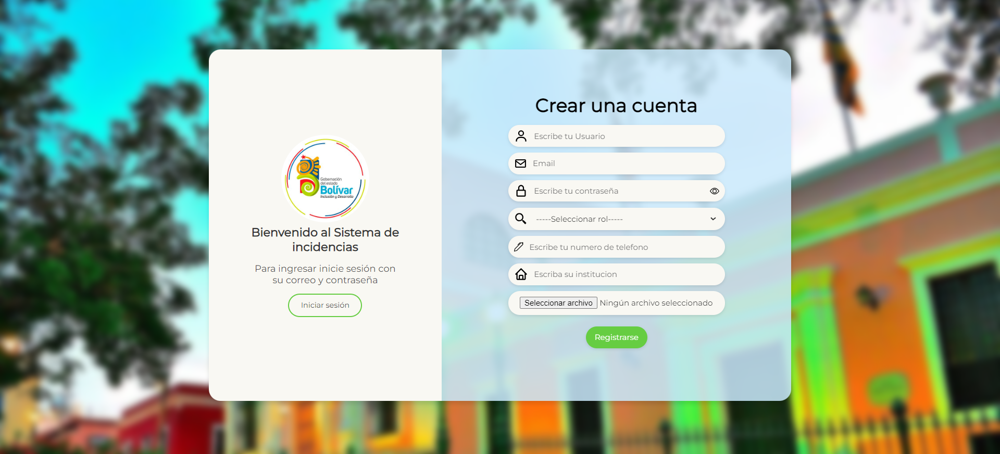 Gobernación
del estado
Bolívar
Inclusión y Desarrollo
Bienvenido al Sistema de
incidencias
Para ingresar inicie sesión con
su correo y contraseña
Iniciar sesión
Crear una cuenta
Escribe tu Usuario
Email
Escribe tu contraseña
-----Seleccionar rol-----
Escribe tu numero de telefono
Escriba su institucion
Seleccionar archivo Ningún archivo seleccionado
Registrarse